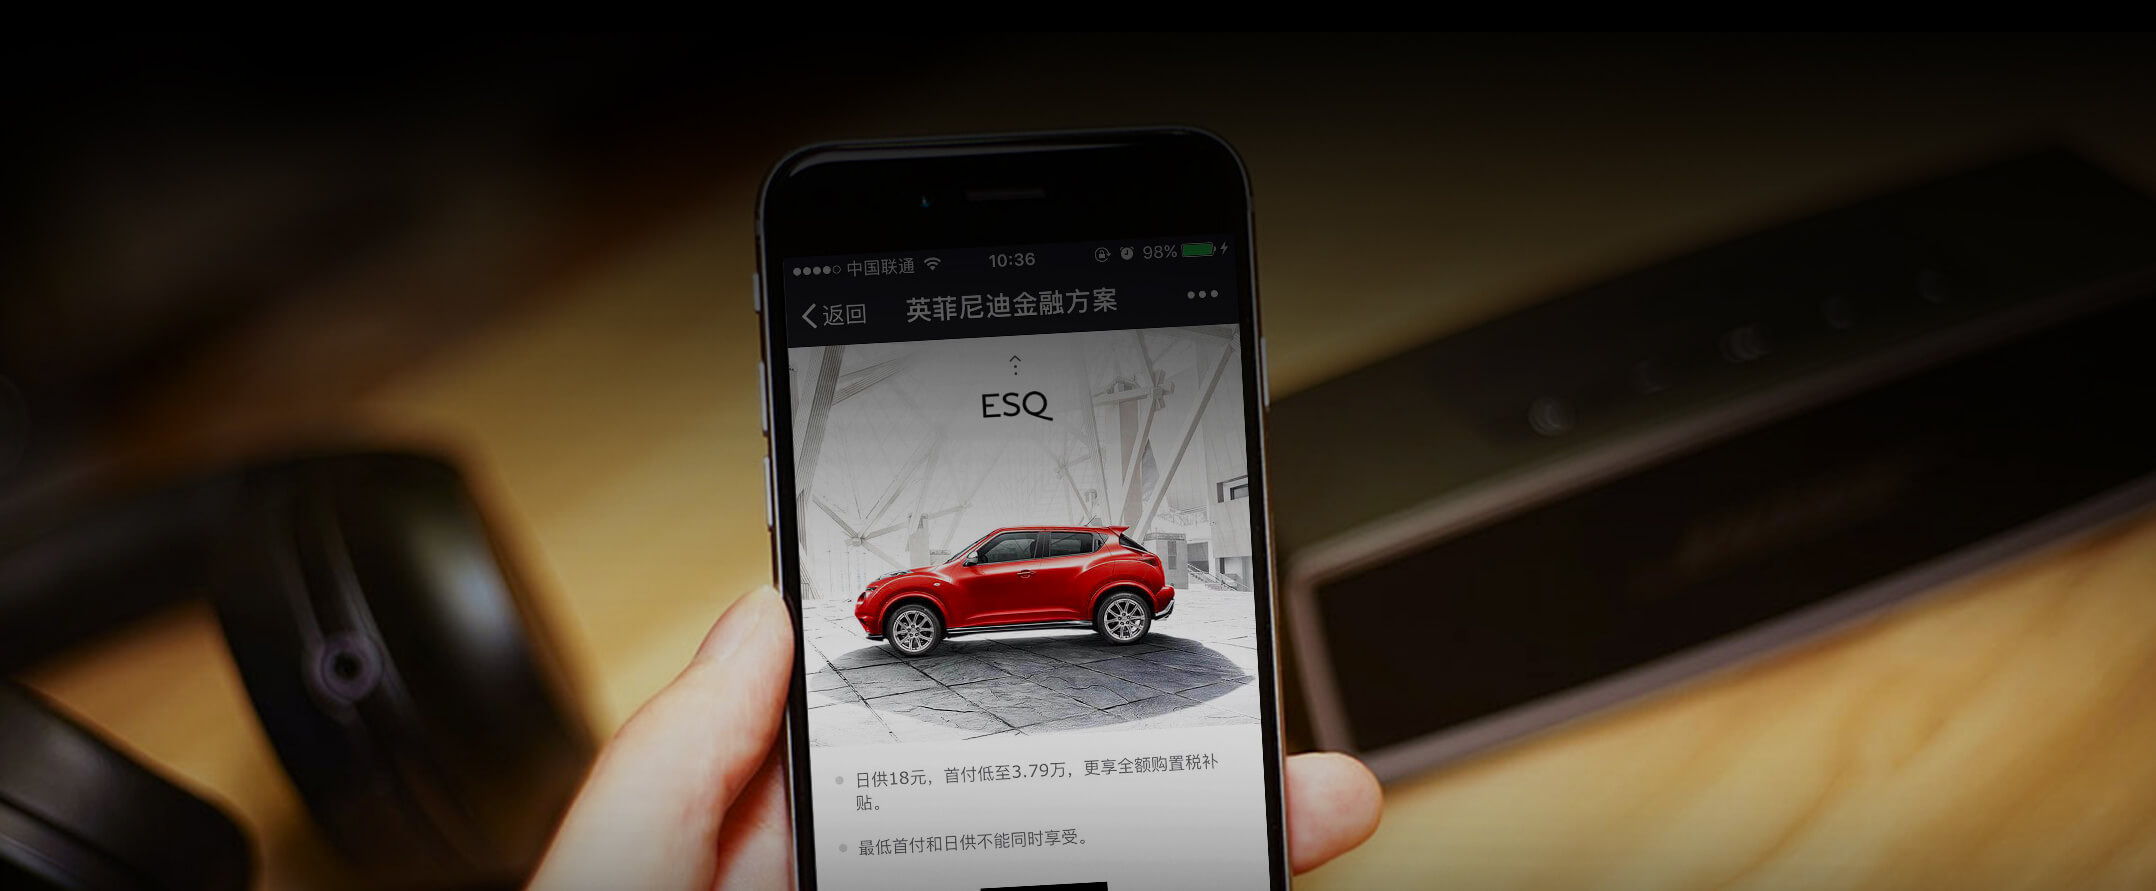 中国联通 10:36 98%
返回 英菲尼迪金融方案
ESQ
日供18元，首付低至3.79万，更享全额购置税补
贴。
最低首付和日供不能同时享受。